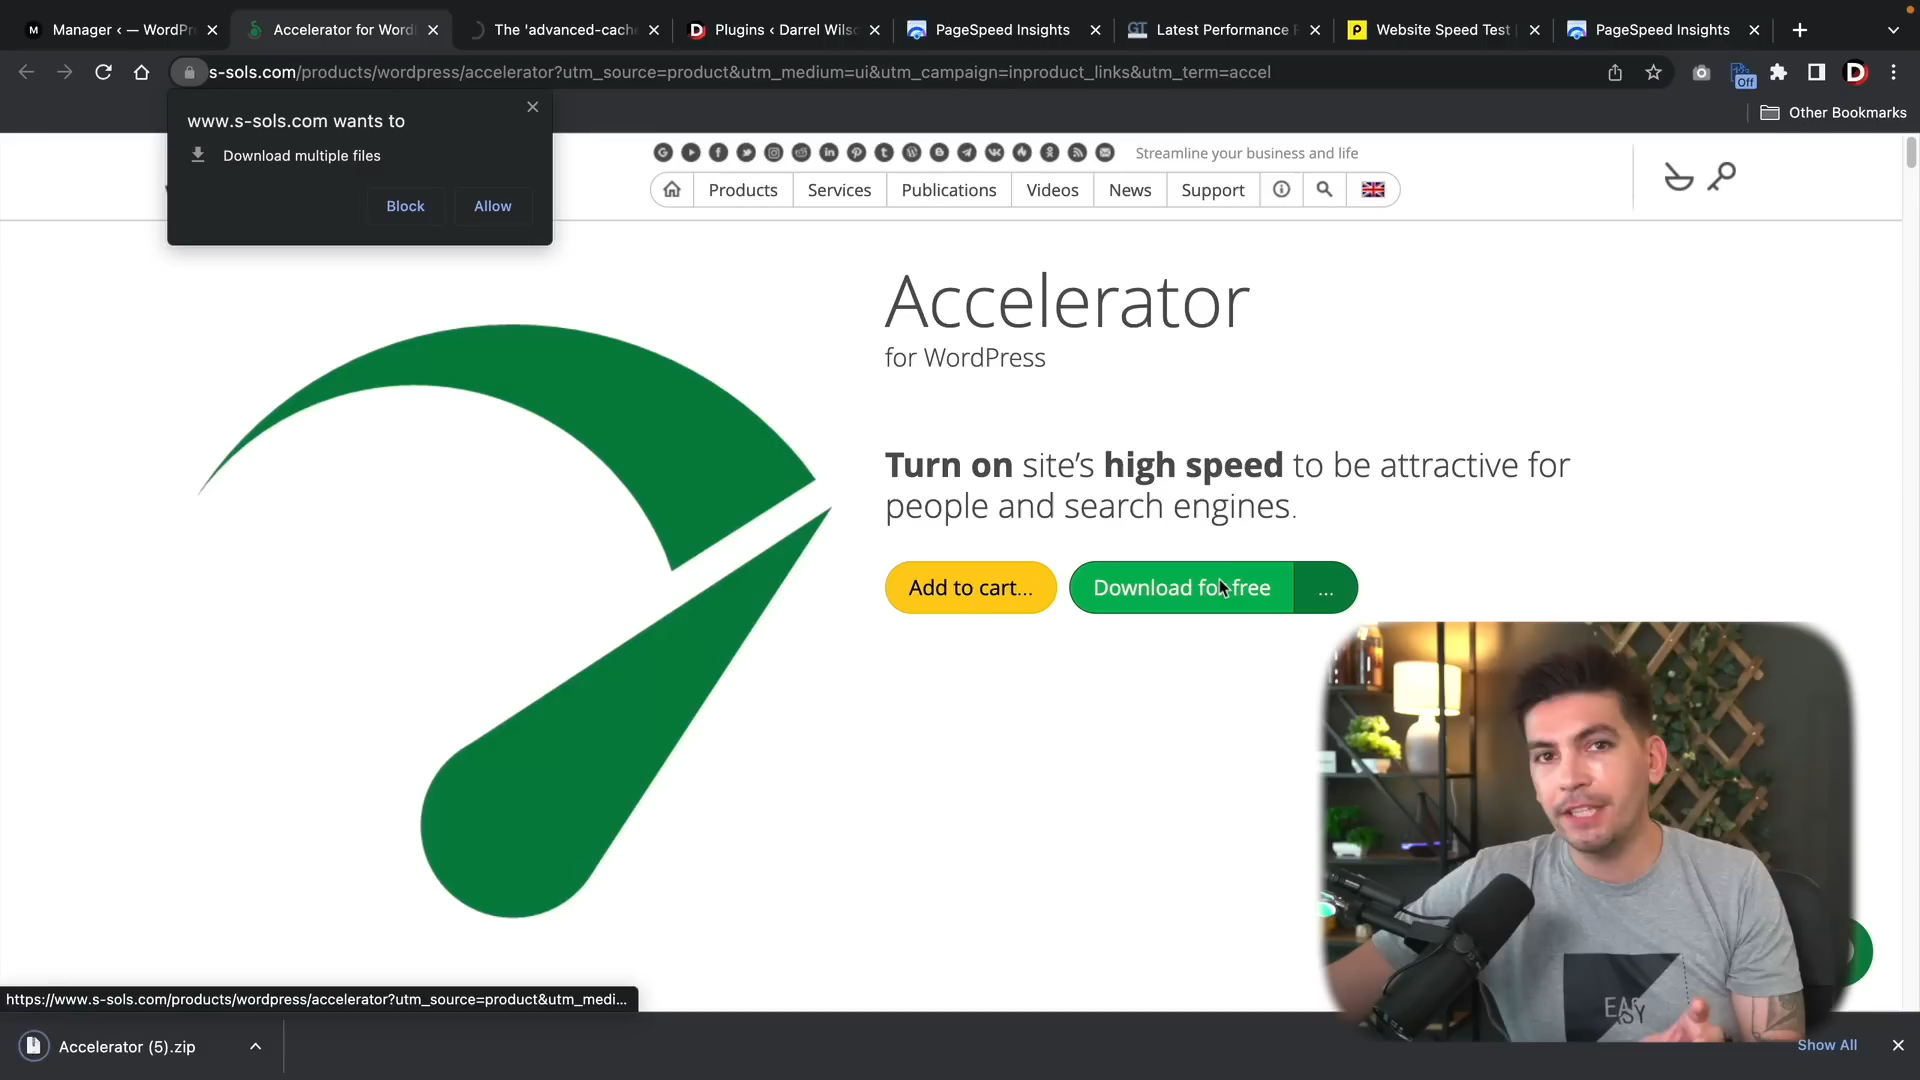 M Manager ‹ — WordPr
Accelerator for Word
The 'advanced-cache
D Plugins ‹ Darrel Wils
PageSpeed Insights
GT Latest Performance
P Website Speed Test
PageSpeed Insights
s-sols.com/products/wordpress/accelerator?utm_source=product&utm_medium=ui&utm_campaign=inproduct_links&utm_term=accel
Off
D
Other Bookmarks
www.s-sols.com wants to
Download multiple files
Block
Allow
Streamline your business and life
Products
Services
Publications
Videos
News
Support
Accelerator
for WordPress
Turn on site's high speed to be attractive for
people and search engines.
Add to cart...
Download for free
...
EASY
https://www.s-sols.com/products/wordpress/accelerator?utm_source=product&utm_medi...
Accelerator (5).zip
Show All